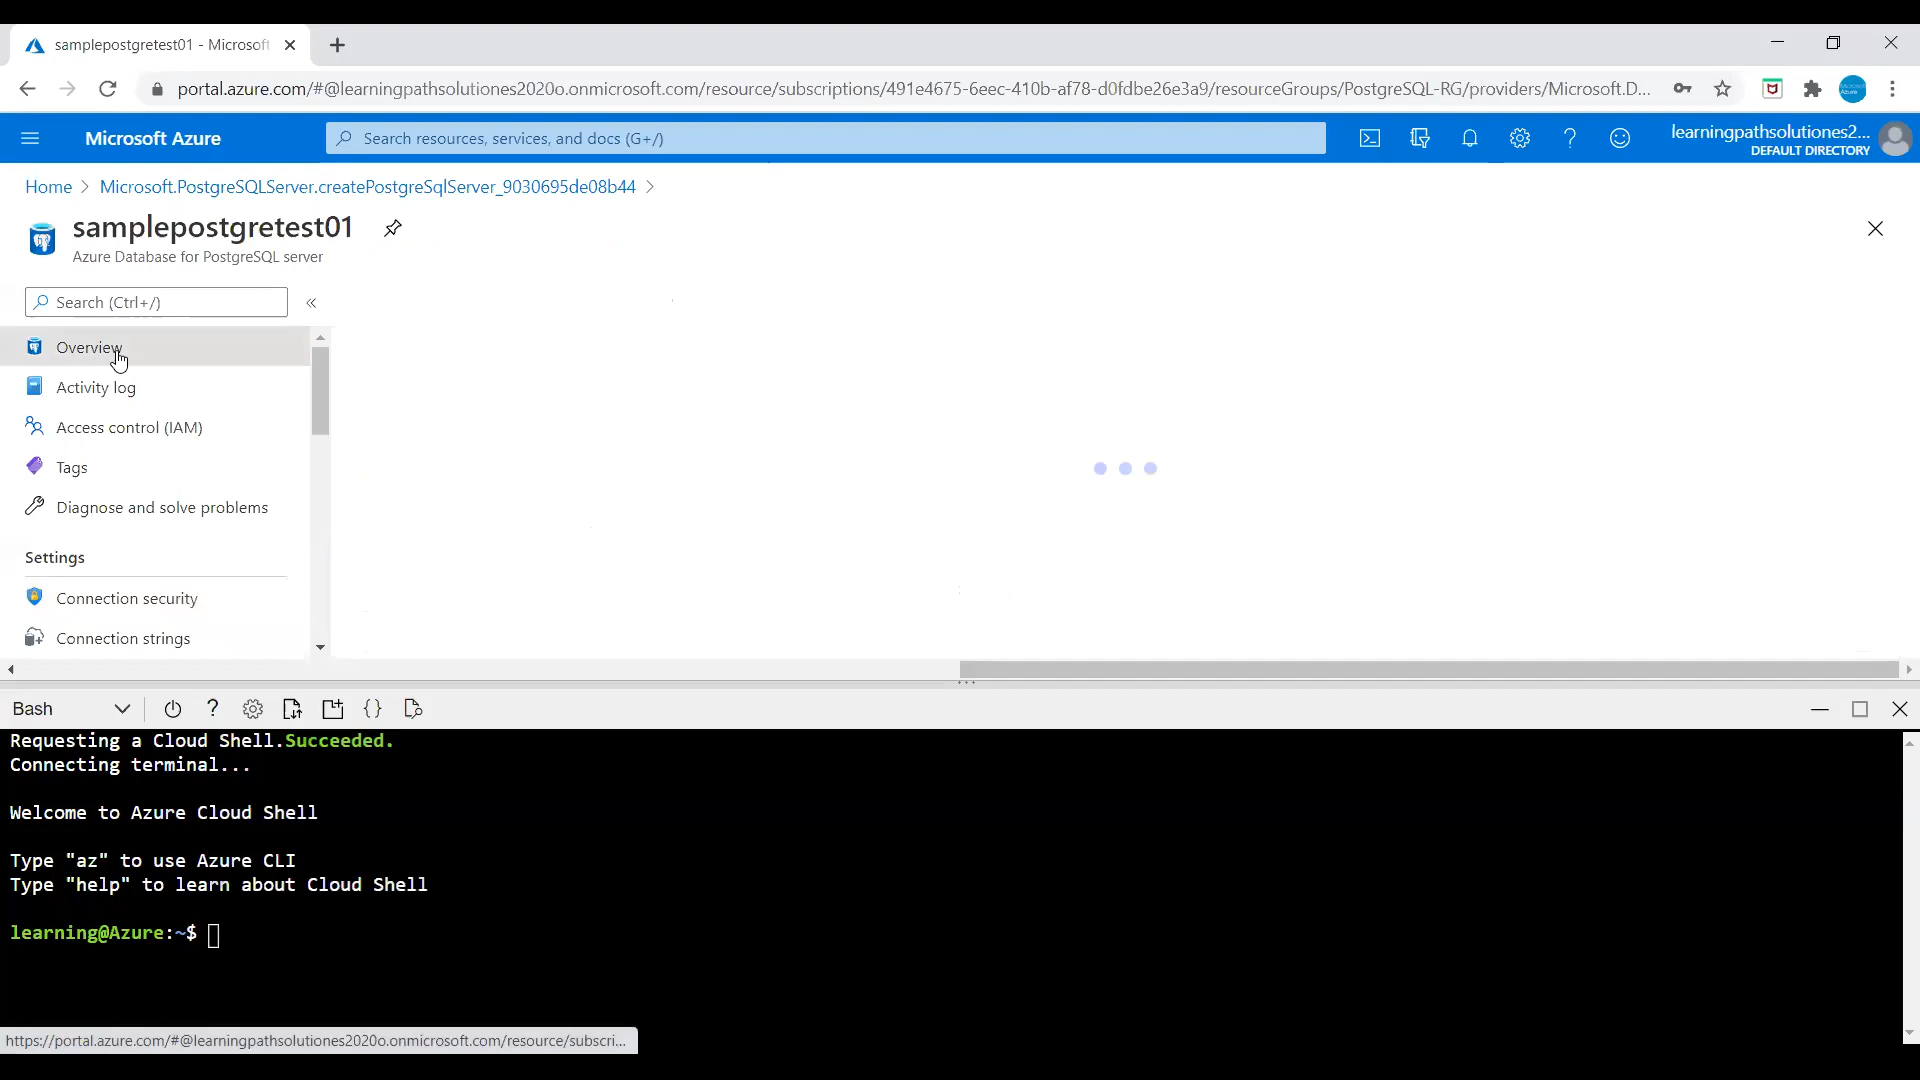 samplepostgretest01 - Microsoft
portal.azure.com/#@learningpathsolutiones2020o.onmicrosoft.com/resource/subscriptions/491e4675-6eec-410b-af78-d0fdbe26e3a9/resourceGroups/PostgreSQL-RG/providers/Microsoft.D...
Microsoft Azure
Search resources, services, and docs (G+/)
learningpathsolutiones2...
DEFAULT DIRECTORY
Home > Microsoft.PostgreSQLServer.createPostgreSqlServer_9030695de08b44 >
samplepostgretest01
Azure Database for PostgreSQL server
Search (Ctrl+/)
«
Overview
Activity log
Access control (IAM)
Tags
Diagnose and solve problems
Settings
Connection security
Connection strings
Bash
?
{}
Requesting a Cloud Shell.Succeeded.
Connecting terminal...
Welcome to Azure Cloud Shell
Type "az" to use Azure CLI
Type "help" to learn about Cloud Shell
learning@Azure:~$
https://portal.azure.com/#@learningpathsolutiones2020o.onmicrosoft.com/resource/subscri...